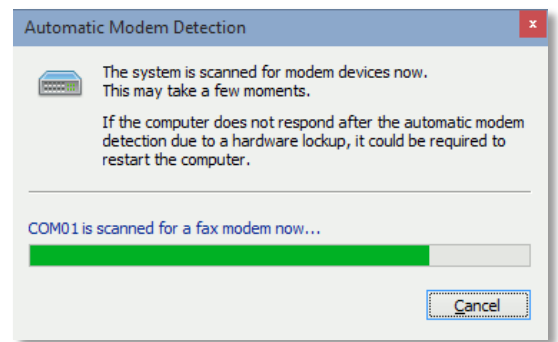 Automatic Modem Detection
x
The system is scanned for modem devices now.
This may take a few moments.
If the computer does not respond after the automatic modem
detection due to a hardware lockup, it could be required to
restart the computer.
COM01 is scanned for a fax modem now...
Cancel